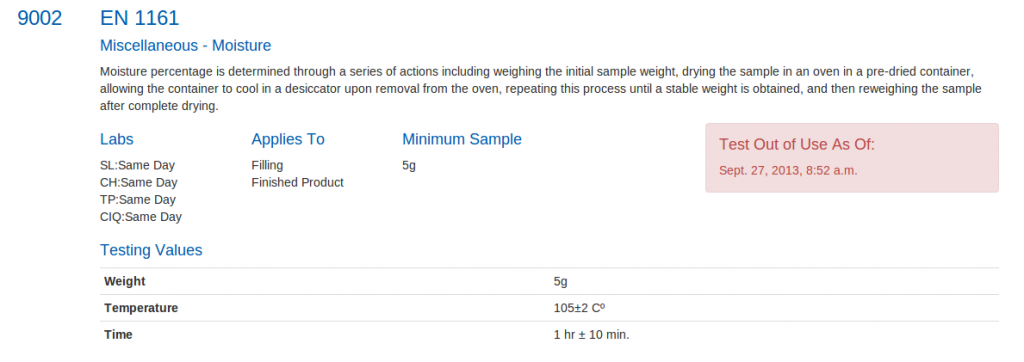 9002 EN 1161
Miscellaneous - Moisture
Moisture percentage is determined through a series of actions including weighing the initial sample weight, drying the sample in an oven in a pre-dried container,
allowing the container to cool in a desiccator upon removal from the oven, repeating this process until a stable weight is obtained, and then reweighing the sample
after complete drying.
Labs Applies To Minimum Sample
SL:Same Day Filling 5g
CH:Same Day Finished Product
TP:Same Day
CIQ:Same Day
Test Out of Use As Of:
Sept. 27, 2013, 8:52 a.m.
Testing Values
Weight 5g
Temperature 105±2 Cº
Time 1 hr ± 10 min.